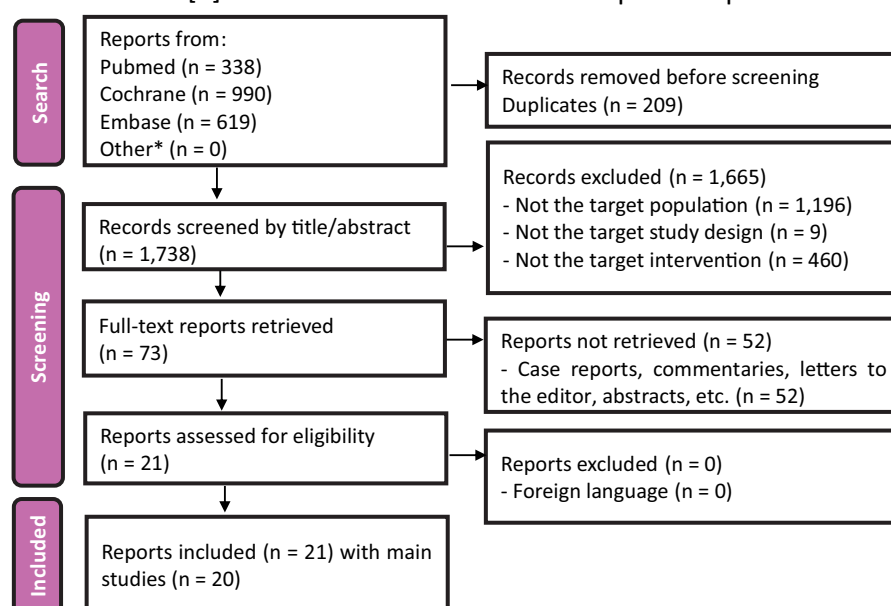 Search
Reports from:
Pubmed (n = 338)
Cochrane (n = 990)
Embase (n = 619)
Other* (n = 0)
Records removed before screening
Duplicates (n = 209)
Screening
Records screened by title/abstract
(n = 1,738)
Records excluded (n = 1,665)
- Not the target population (n = 1,196)
- Not the target study design (n = 9)
- Not the target intervention (n = 460)
Full-text reports retrieved
(n = 73)
Reports not retrieved (n = 52)
- Case reports, commentaries, letters to
the editor, abstracts, etc. (n = 52)
Reports assessed for eligibility
(n = 21)
Reports excluded (n = 0)
- Foreign language (n = 0)
Included
Reports included (n = 21) with main
studies (n = 20)